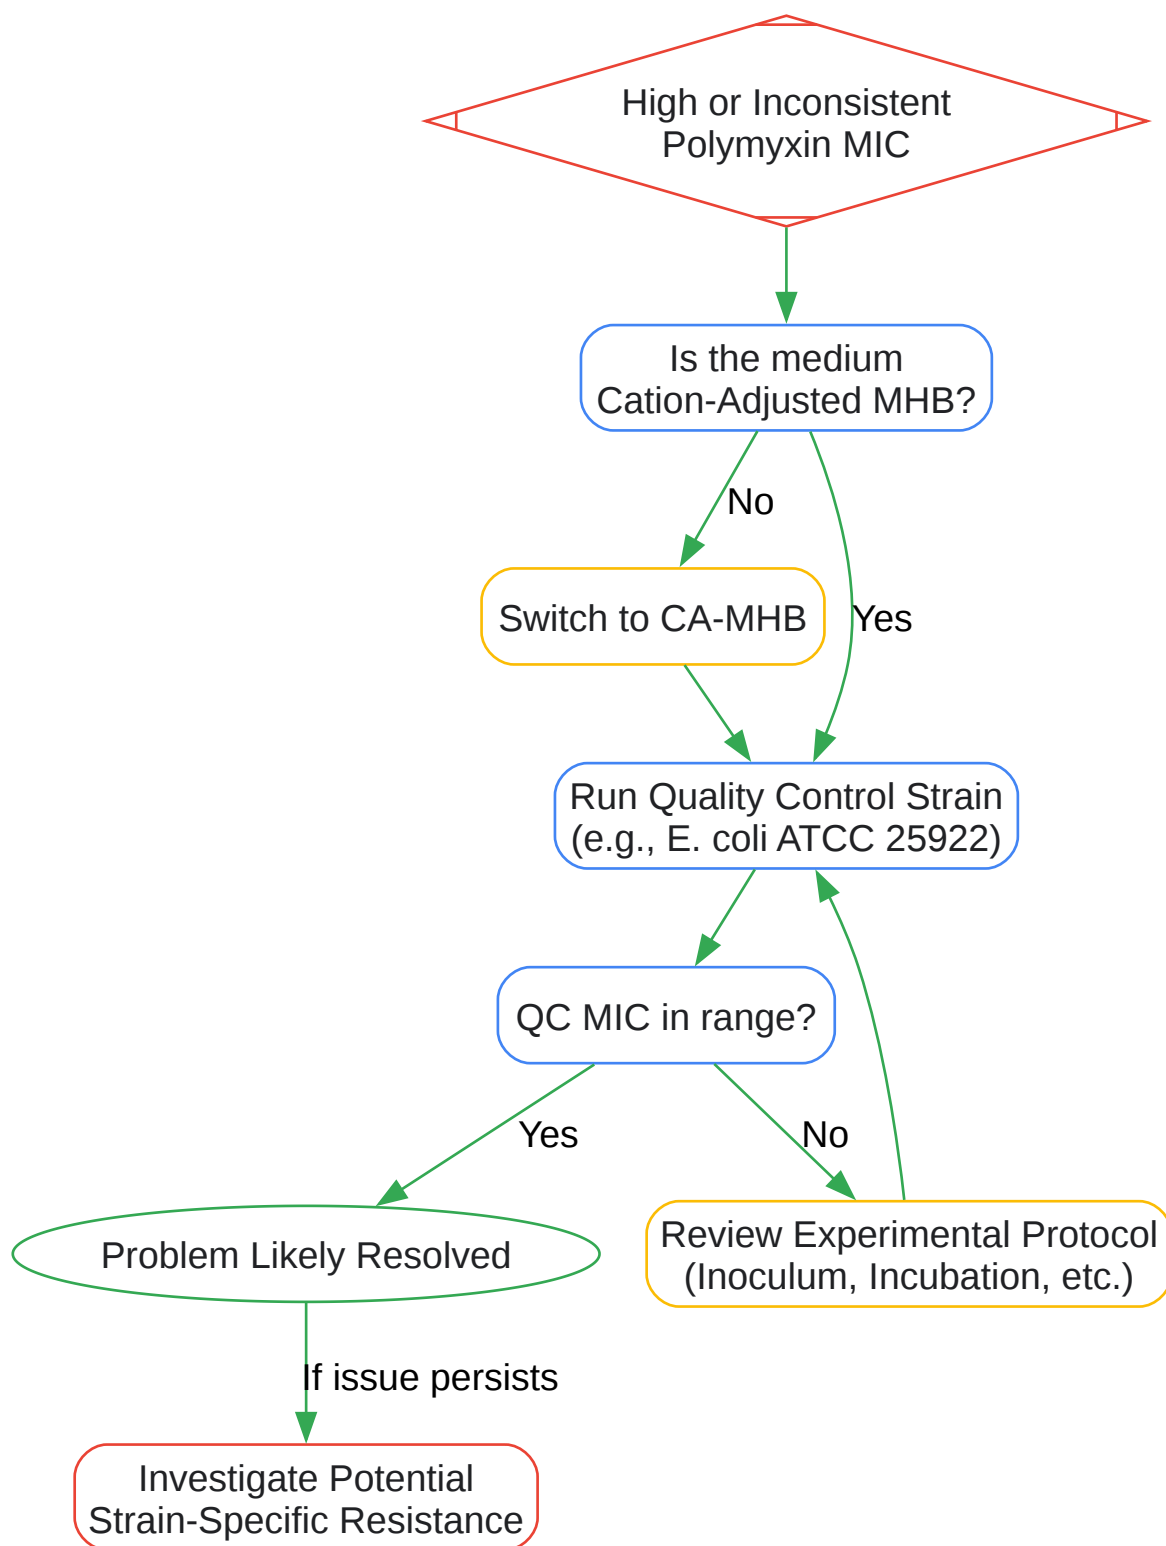 High or Inconsistent
Polymyxin MIC
Is the medium
Cation-Adjusted MHB?
No
Switch to CA-MHB
Yes
Run Quality Control Strain
(e.g., E. coli ATCC 25922)
QC MIC in range?
Yes
No
Problem Likely Resolved
Review Experimental Protocol
(Inoculum, Incubation, etc.)
If issue persists
Investigate Potential
Strain-Specific Resistance